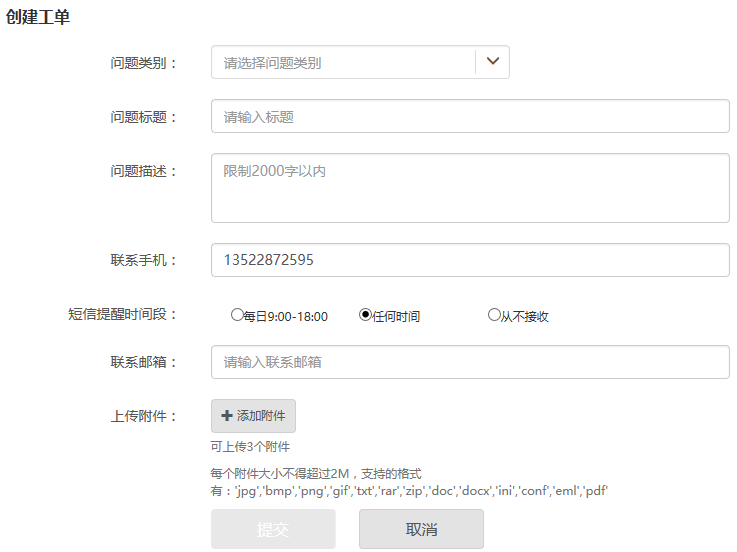 创建工单
问题类别： 请选择问题类别
问题标题： 请输入标题
问题描述： 限制2000字以内
联系手机： 13522872595
短信提醒时间段： 每日9:00-18:00 任何时间 从不接收
联系邮箱： 请输入联系邮箱
上传附件： 添加附件
可上传3个附件
每个附件大小不得超过2M，支持的格式
有：'jpg','bmp','png','gif','txt','rar','zip','doc','docx','ini','conf','eml','pdf'
提交 取消